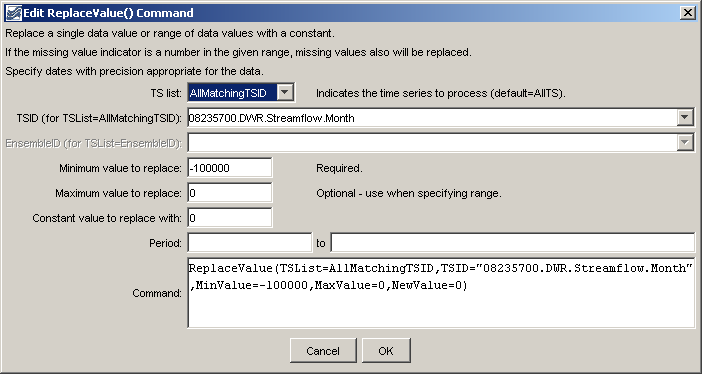 Edit ReplaceValue() Command
Replace a single data value or range of data values with a constant.
If the missing value indicator is a number in the given range, missing values also will be replaced.
Specify dates with precision appropriate for the data.
TS list: AllMatchingTSID Indicates the time series to process (default=AllTS).
TSID (for TSList=AllMatchingTSID): 08235700.DWR.Streamflow.Month
EnsembleID (for TSList=EnsembleID):
Minimum value to replace: -100000 Required.
Maximum value to replace: 0 Optional - use when specifying range.
Constant value to replace with: 0
Period: to
Command: ReplaceValue(TSList=AllMatchingTSID,TSID="08235700.DWR.Streamflow.Month"
,MinValue=-100000,MaxValue=0,NewValue=0)
Cancel OK